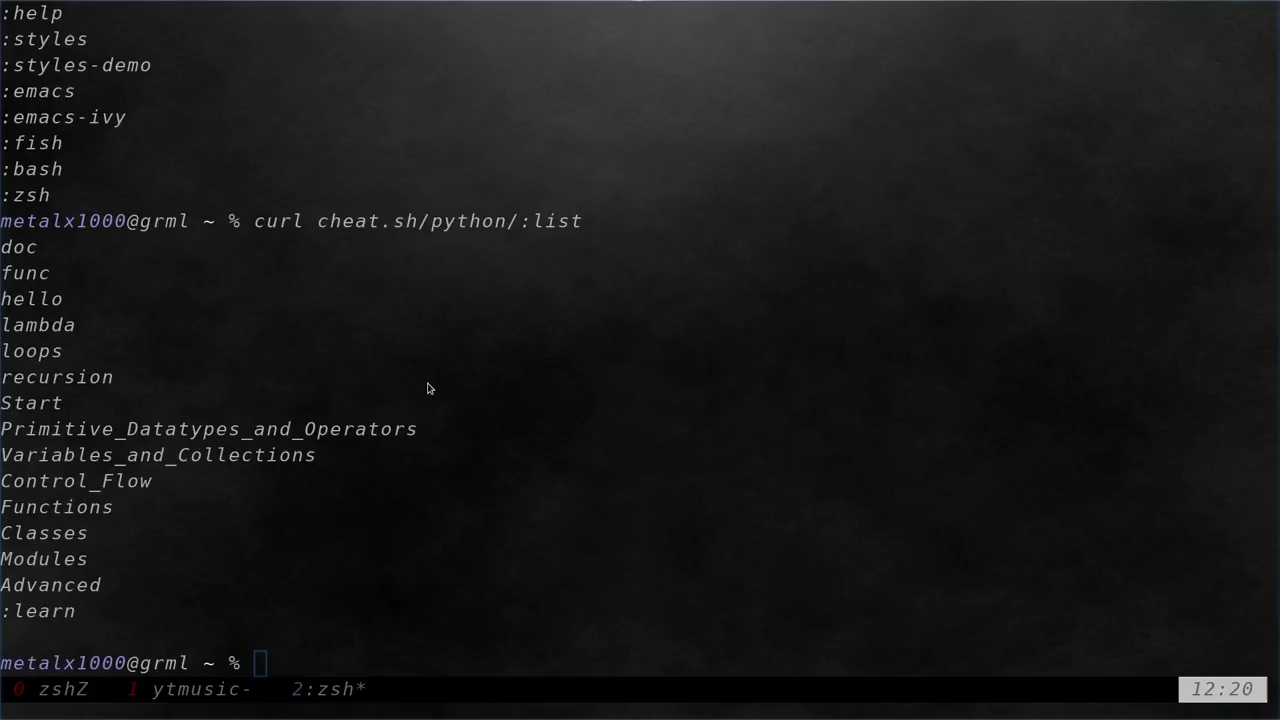 :help
:styles
:styles-demo
:emacs
:emacs-ivy
:fish
:bash
:zsh
metalx1000@grml ~ % curl cheat.sh/python/:list
doc
func
hello
lambda
loops
recursion
Start
Primitive_Datatypes_and_Operators
Variables_and_Collections
Control_Flow
Functions
Classes
Modules
Advanced
:learn
metalx1000@grml ~ %
0 zshZ 1 ytmusic- 2:zsh* 12:20